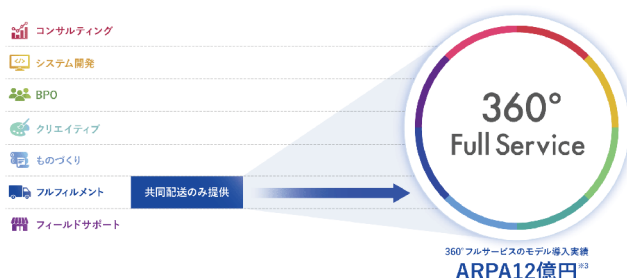 コンサルティング
システム開発
BPO
クリエイティブ
ものづくり
フルフィルメント
共同配送のみ提供
フィールドサポート
360°
Full Service
360°フルサービスのモデル導入実績
ARPA12億円※3